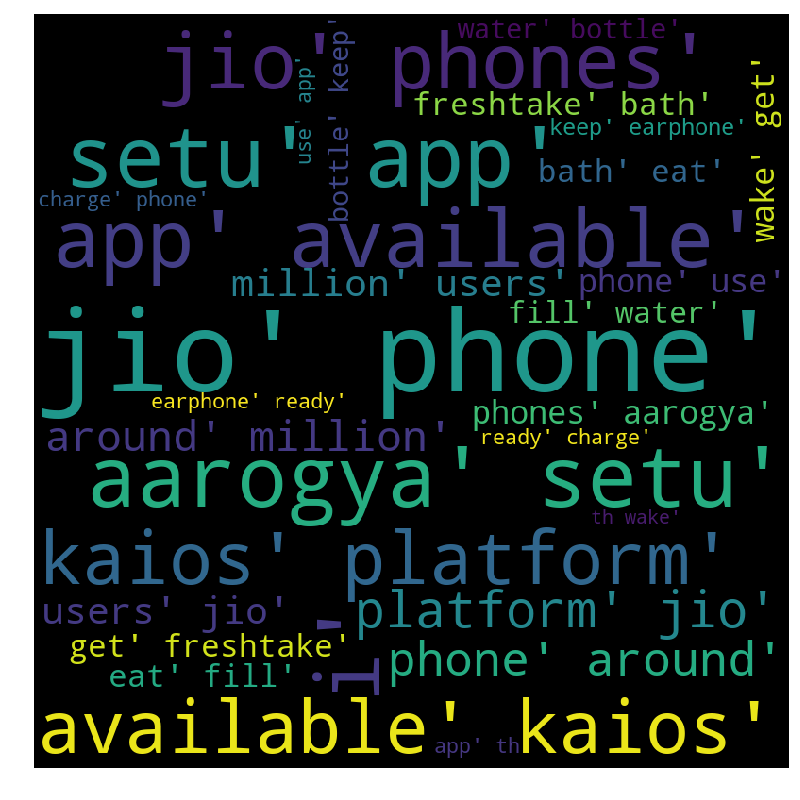 water' bottle'
jio' phones'
use' app'
bottle' keep'
wake' get'
freshtake' bath'
keep' earphone'
setu' app'
bath' eat'
charge' phone'
app' available'
million' users'
phone' use'
fill' water'
jio' phone'
earphone' ready'
phones' aarogya'
around' million'
ready' charge'
aarogya' setu'
th wake'
kaios' platform'
users' jio'
platform' jio'
i'
get' freshtake'
phone' around'
eat' fill'
available' kaios'
app' th